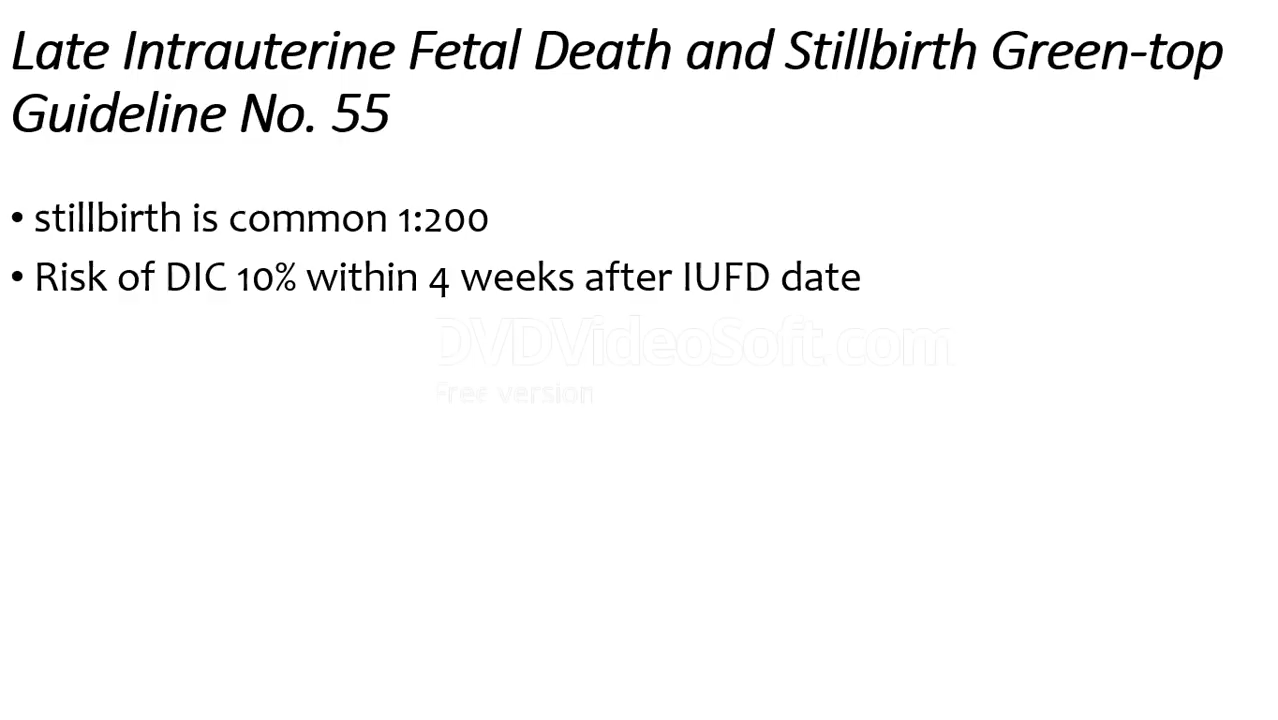 Late Intrauterine Fetal Death and Stillbirth Green-top
Guideline No. 55
• stillbirth is common 1:200
• Risk of DIC 10% within 4 weeks after IUFD date
DVDVideoSoft.com
Free version